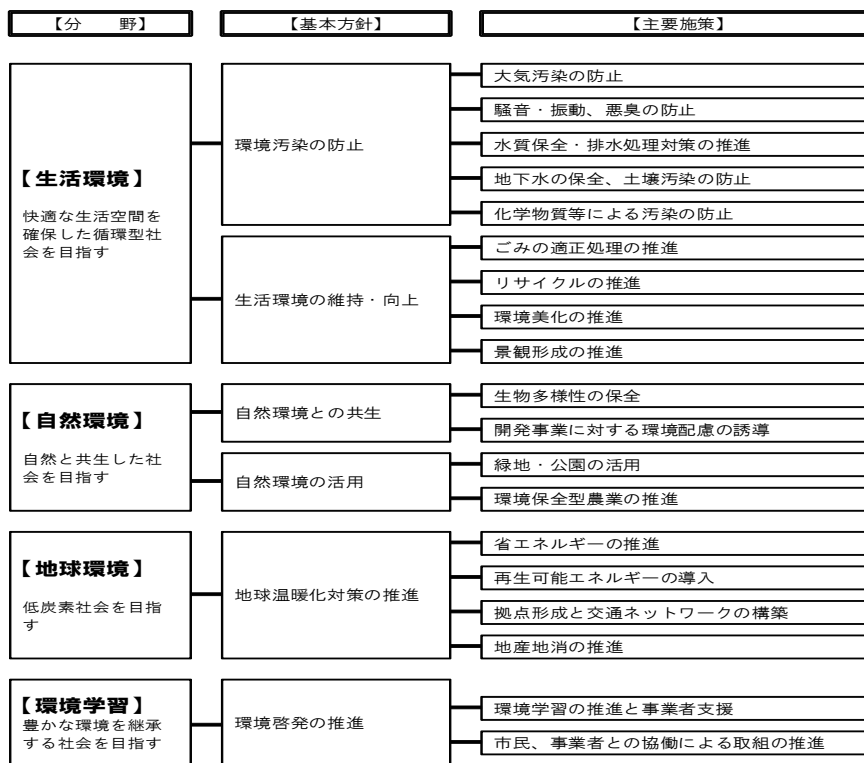 【分　野】
【基本方針】
【主要施策】
【生活環境】
快適な生活空間を
確保した循環型社
会を目指す
環境汚染の防止
大気汚染の防止
騒音・振動、悪臭の防止
水質保全・排水処理対策の推進
地下水の保全、土壌汚染の防止
化学物質等による汚染の防止
生活環境の維持・向上
ごみの適正処理の推進
リサイクルの推進
環境美化の推進
景観形成の推進
【自然環境】
自然と共生した社
会を目指す
自然環境との共生
生物多様性の保全
開発事業に対する環境配慮の誘導
自然環境の活用
緑地・公園の活用
環境保全型農業の推進
【地球環境】
低炭素社会を目指
す
地球温暖化対策の推進
省エネルギーの推進
再生可能エネルギーの導入
拠点形成と交通ネットワークの構築
地産地消の推進
【環境学習】
豊かな環境を継承
する社会を目指す
環境啓発の推進
環境学習の推進と事業者支援
市民、事業者との協働による取組の推進